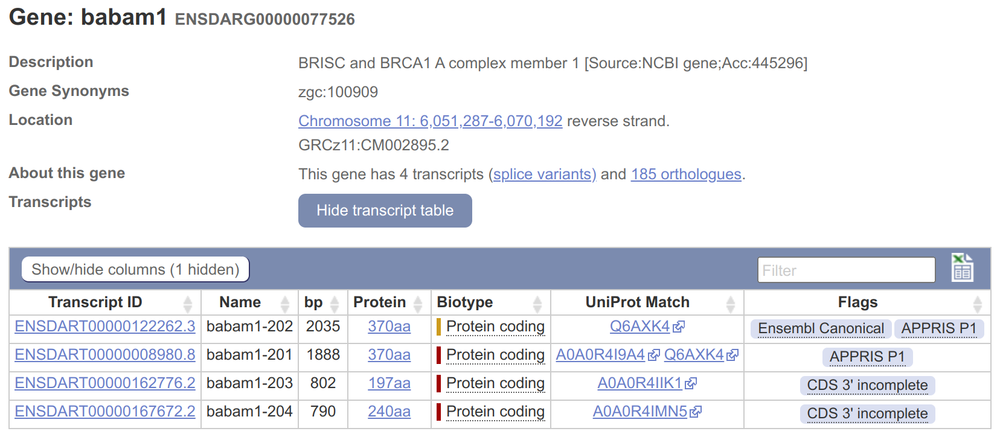 Gene: babam1 ENSDARG00000077526
Description BRISC and BRCA1 A complex member 1 [Source:NCBI gene;Acc:445296]
Gene Synonyms zgc:100909
Location Chromosome 11: 6,051,287-6,070,192 reverse strand.
GRCz11:CM002895.2
About this gene This gene has 4 transcripts (splice variants) and 185 orthologues.
Transcripts Hide transcript table
Show/hide columns (1 hidden) Filter
Transcript ID Name bp Protein Biotype UniProt Match Flags
ENSDART00000122262.3 babam1-202 2035 370aa Protein coding Q6AXK4 Ensembl Canonical APPRIS P1
ENSDART00000008980.8 babam1-201 1888 370aa Protein coding A0A0R4I9A4 Q6AXK4 APPRIS P1
ENSDART00000162776.2 babam1-203 802 197aa Protein coding A0A0R4IIK1 CDS 3' incomplete
ENSDART00000167672.2 babam1-204 790 240aa Protein coding A0A0R4IMN5 CDS 3' incomplete